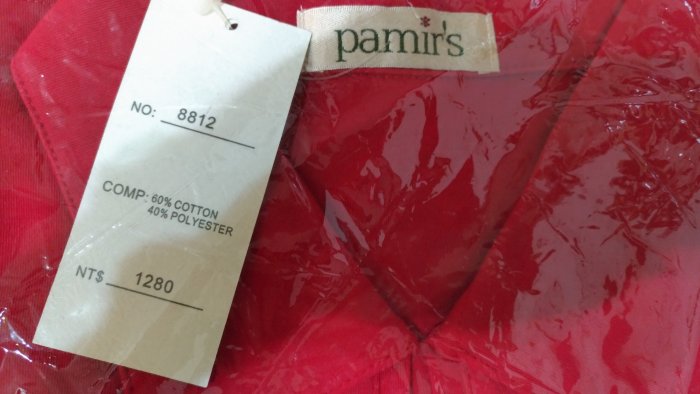 pamir's
NO: 8812
COMP: 60% COTTON
40% POLYESTER
NT$ 1280